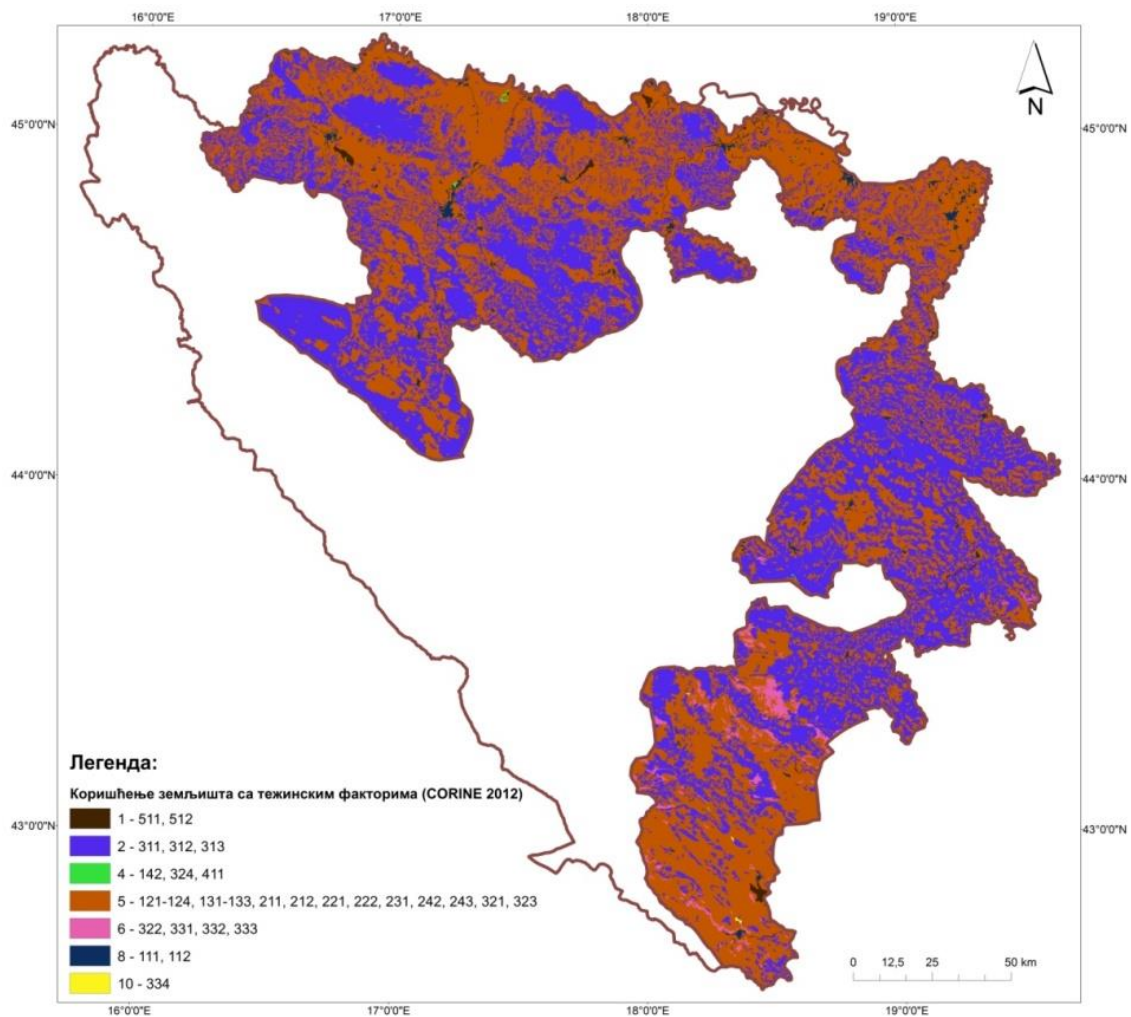 16°0'0"E 17°0'0"E 18°0'0"E 19°0'0"E
N
45°0'0"N 45°0'0"N
44°0'0"N 44°0'0"N
43°0'0"N 43°0'0"N
Легенда:
Коришћење земљишта са тежинским факторима (CORINE 2012)
1 - 511, 512
2 - 311, 312, 313
4 - 142, 324, 411
5 - 121-124, 131-133, 211, 212, 221, 222, 231, 242, 243, 321, 323
6 - 322, 331, 332, 333
8 - 111, 112
10 - 334
0 12,5 25 50 km
16°0'0"E 17°0'0"E 18°0'0"E 19°0'0"E